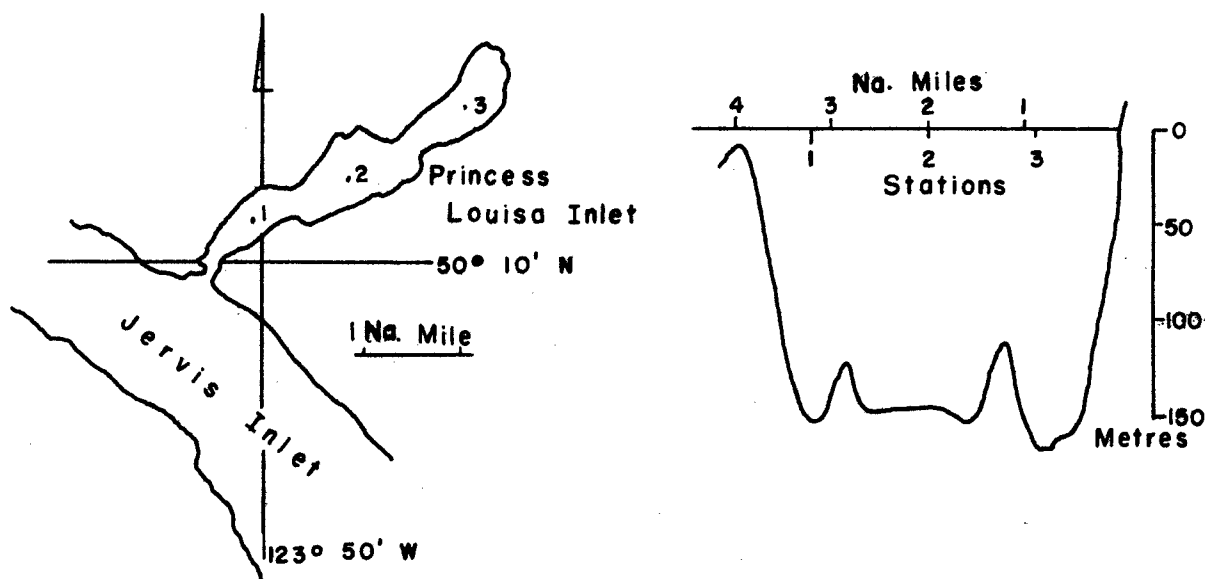 .3
.2
Princess
Louisa Inlet
.1
50° 10' N
1 Na. Mile
Jervis Inlet
123° 50' W
Na. Miles
4 3 2 1
0
1 2 3
Stations
50
100
150
Metres